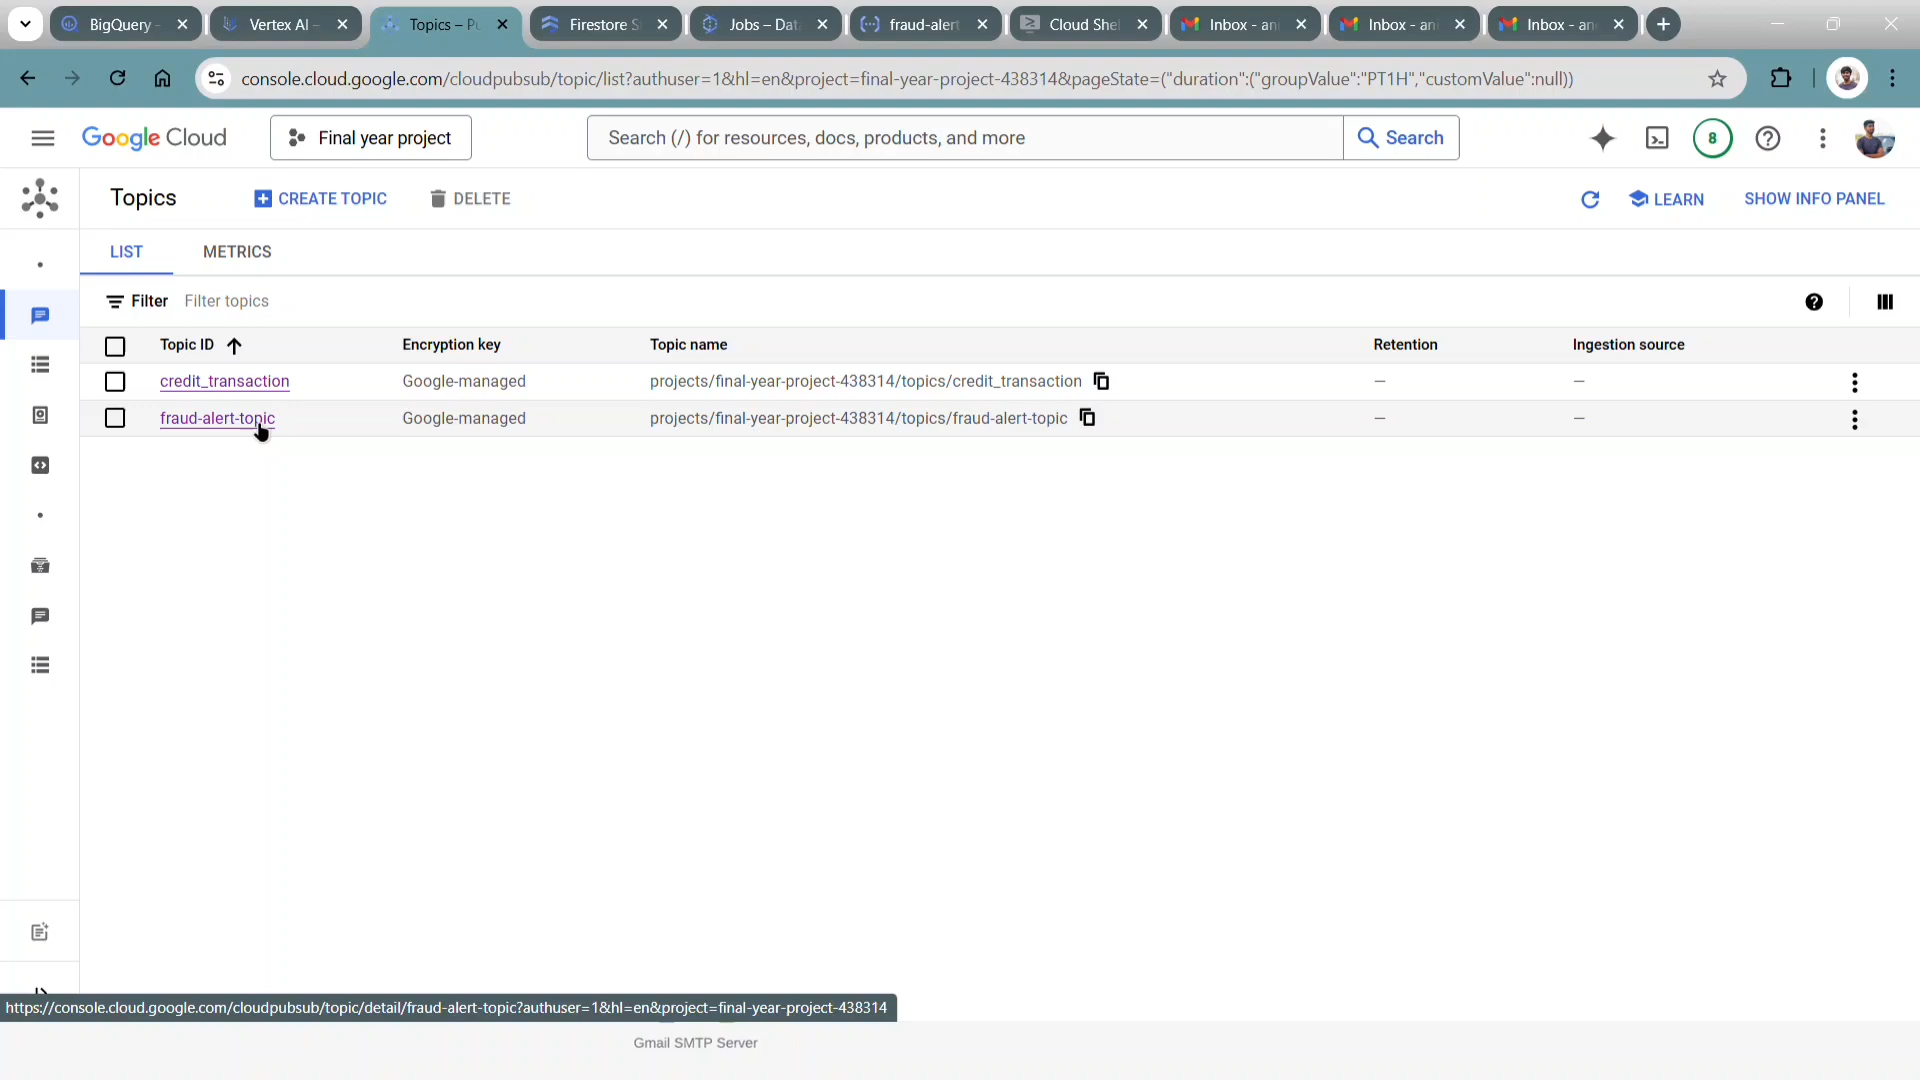 BigQuery -
Vertex AI -
Topics – Pu
Firestore S
Jobs – Dat
fraud-alert
Cloud Shel
Inbox - an
Inbox - an
Inbox - an
console.cloud.google.com/cloudpubsub/topic/list?authuser=1&hl=en&project=final-year-project-438314&pageState=("duration":("groupValue":"PT1H","customValue":null))
Google Cloud
Final year project
Search (/) for resources, docs, products, and more
Search
8
Topics
CREATE TOPIC
DELETE
LEARN
SHOW INFO PANEL
LIST
METRICS
Filter
Filter topics
Topic ID
Encryption key
Topic name
Retention
Ingestion source
credit_transaction
Google-managed
projects/final-year-project-438314/topics/credit_transaction
—
—
fraud-alert-topic
Google-managed
projects/final-year-project-438314/topics/fraud-alert-topic
—
—
https://console.cloud.google.com/cloudpubsub/topic/detail/fraud-alert-topic?authuser=1&hl=en&project=final-year-project-438314
Gmail SMTP Server